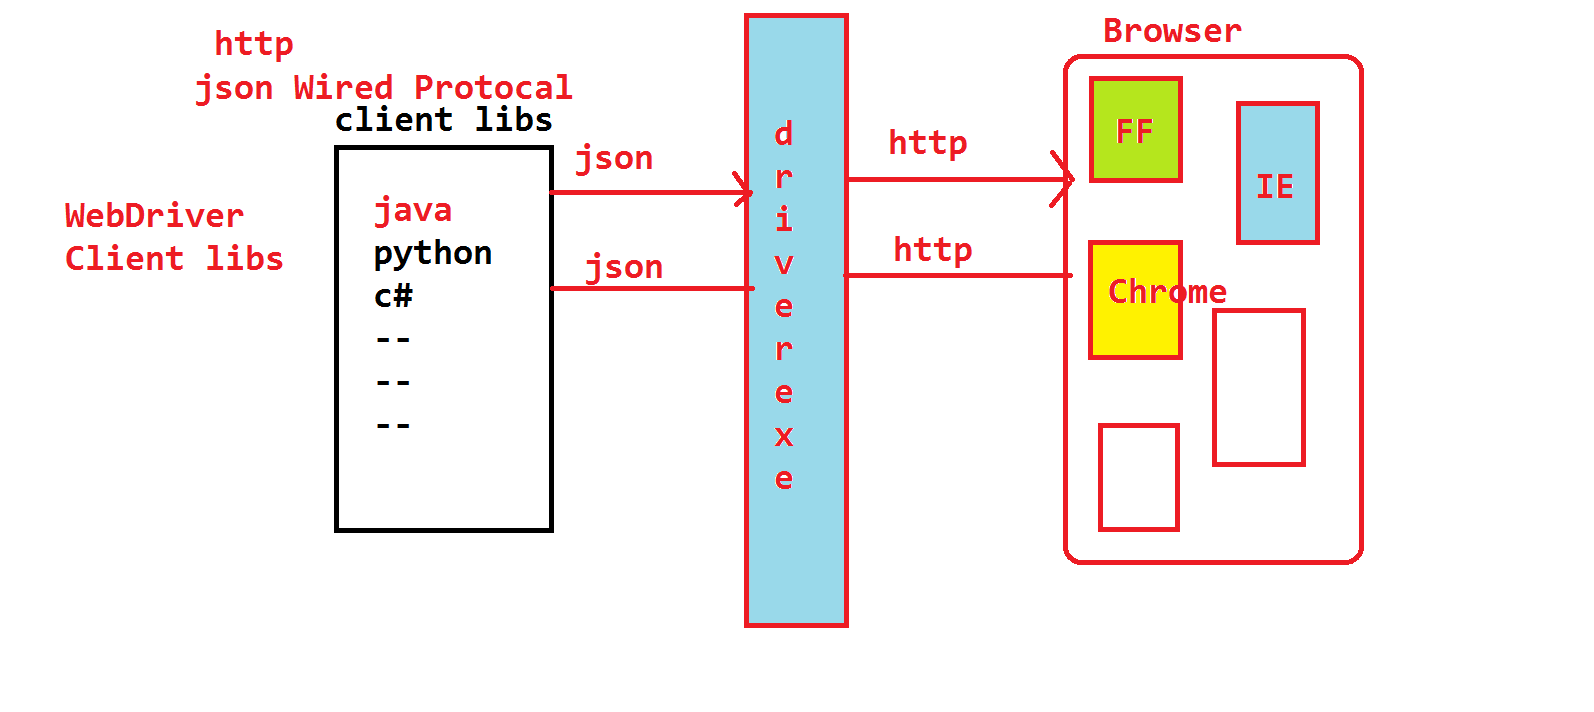 http
json Wired Protocal
client libs
WebDriver
Client libs
java
python
c#
--
--
--
json
json
d
r
i
v
e
r
e
x
e
http
http
Browser
FF
IE
Chrome